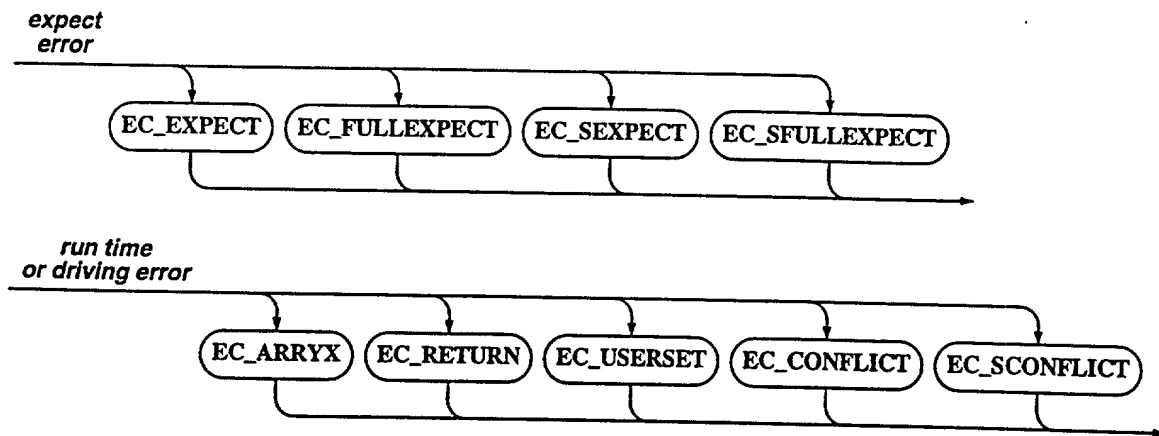 expect
error
EC_EXPECT EC_FULLEXPECT EC_SEXPECT EC_SFULLEXPECT
run time
or driving error
EC_ARRYX EC_RETURN EC_USERSET EC_CONFLICT EC_SCONFLICT